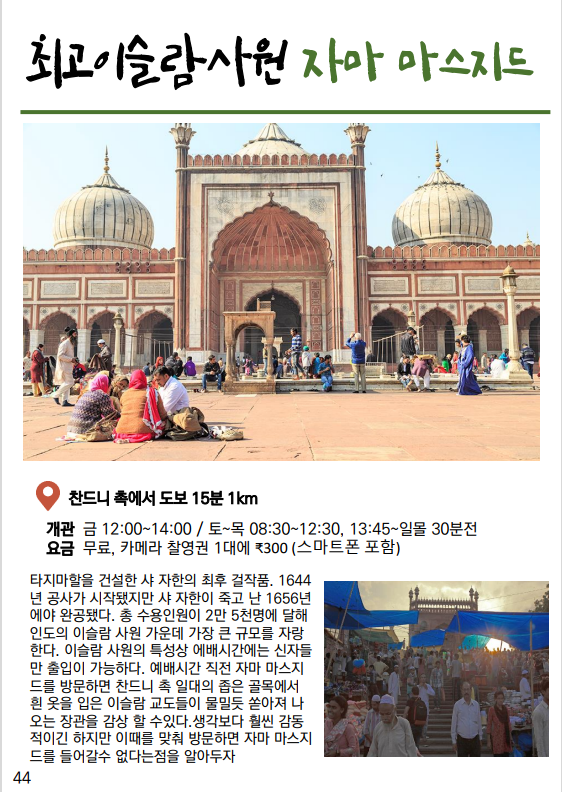 최고이슬람사원 자마 마스지드
찬드니 촉에서 도보 15분 1km
개관 금 12:00~14:00 / 토~목 08:30~12:30, 13:45~일몰 30분전
요금 무료, 카메라 촬영권 1대에 ₹300 (스마트폰 포함)
타지마할을 건설한 샤 자한의 최후 걸작품. 1644
년 공사가 시작됐지만 샤 자한이 죽고 난 1656년
에야 완공됐다. 총 수용인원이 2만 5천명에 달해
인도의 이슬람 사원 가운데 가장 큰 규모를 자랑
한다. 이슬람 사원의 특성상 예배시간에는 신자들
만 출입이 가능하다. 예배시간 직전 자마 마스지
드를 방문하면 찬드니 촉 일대의 좁은 골목에서
흰 옷을 입은 이슬람 교도들이 물밀듯 쏟아져 나
오는 장관을 감상 할 수있다.생각보다 훨씬 감동
적이긴 하지만 이때를 맞춰 방문하면 자마 마스지
드를 들어갈수 없다는점을 알아두자
44